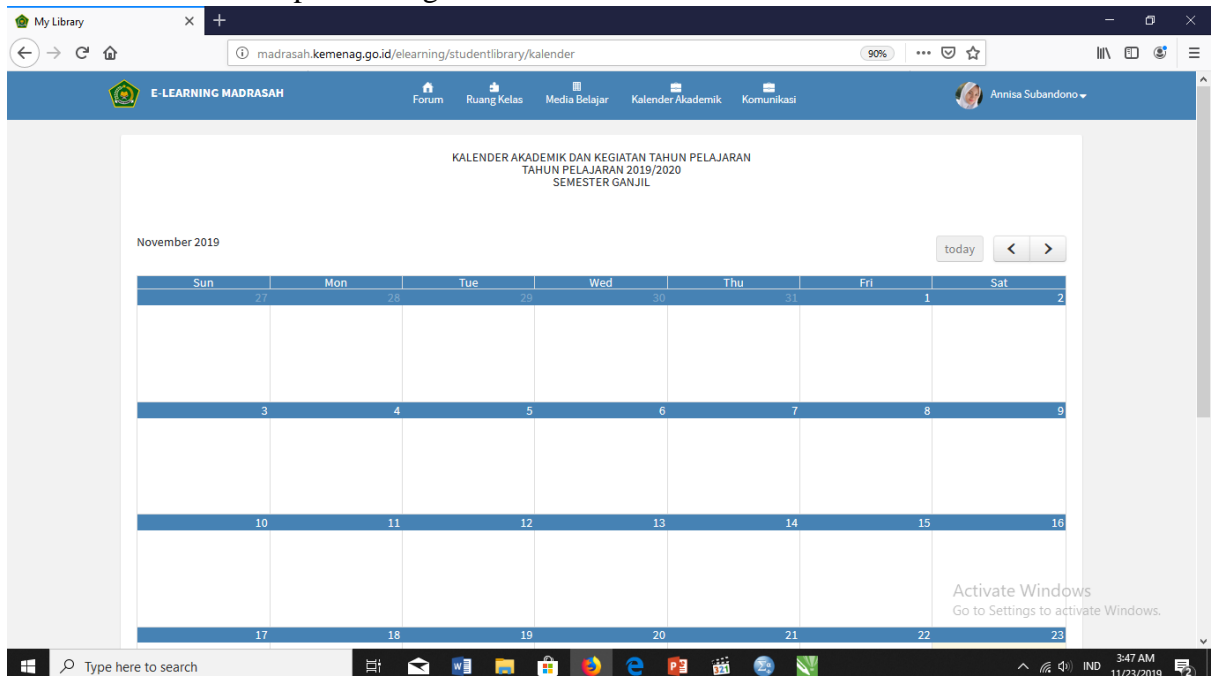 My Library
madrasah.kemenag.go.id/elearning/studentlibrary/kalender
90%
E-LEARNING MADRASAH
Forum Ruang Kelas Media Belajar Kalender Akademik Komunikasi
Annisa Subandono
KALENDER AKADEMIK DAN KEGIATAN TAHUN PELAJARAN
TAHUN PELAJARAN 2019/2020
SEMESTER GANJIL
November 2019
today
Sun Mon Tue Wed Thu Fri Sat
27 28 29 30 31 1 2
3 4 5 6 7 8 9
10 11 12 13 14 15 16
Activate Windows
Go to Settings to activate Windows.
17 18 19 20 21 22 23
Type here to search
IND
3:47 AM
11/23/2019